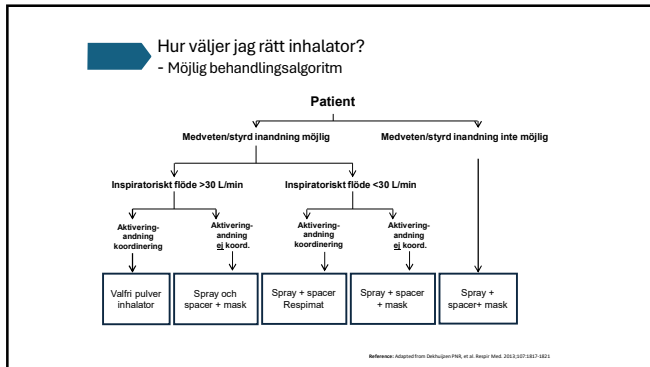 Hur väljer jag rätt inhalator?
- Möjlig behandlingsalgoritm
Patient
Medveten/styrd inandning möjlig
Medveten/styrd inandning inte möjlig
Inspiratoriskt flöde >30 L/min
Inspiratoriskt flöde <30 L/min
Aktivering-
andning
koordinering
Aktivering-
andning
ej koord.
Aktivering-
andning
koordinering
Aktivering-
andning
ej koord.
Valfri pulver
inhalator
Spray och
spacer + mask
Spray + spacer
Respimat
Spray + spacer
+ mask
Spray +
spacer+ mask
Reference: Adapted from Dekhuijzen PNR, et al. Respir Med. 2013;107:1817-1821